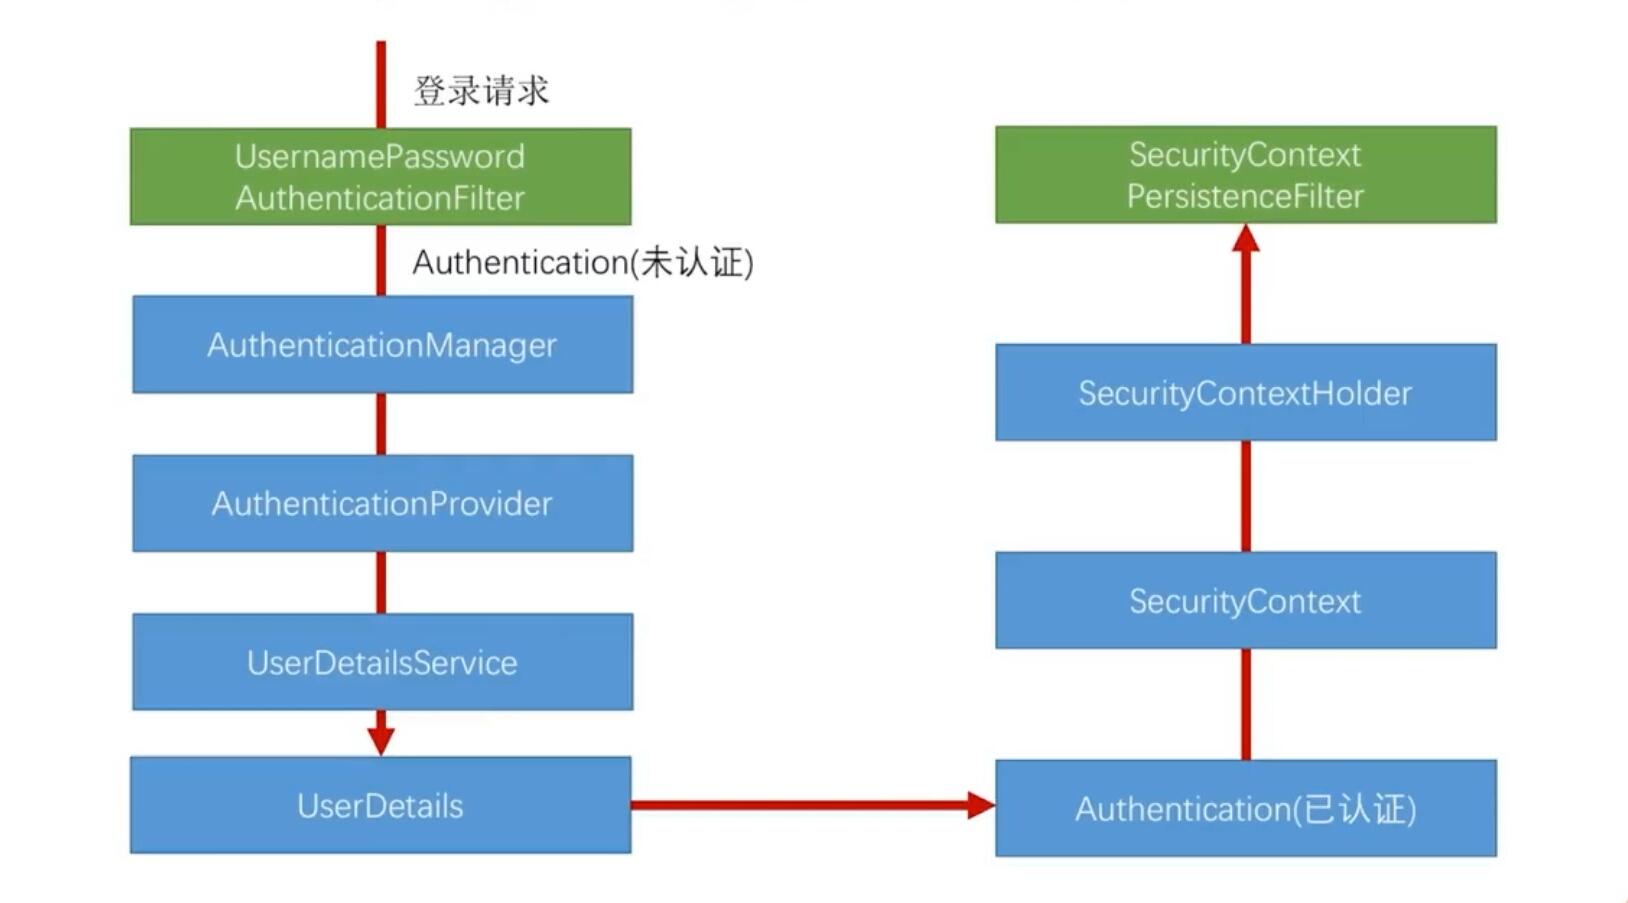 登录请求
UsernamePassword
AuthenticationFilter
Authentication(未认证)
AuthenticationManager
AuthenticationProvider
UserDetailsService
UserDetails
SecurityContext
PersistenceFilter
SecurityContextHolder
SecurityContext
Authentication(已认证)